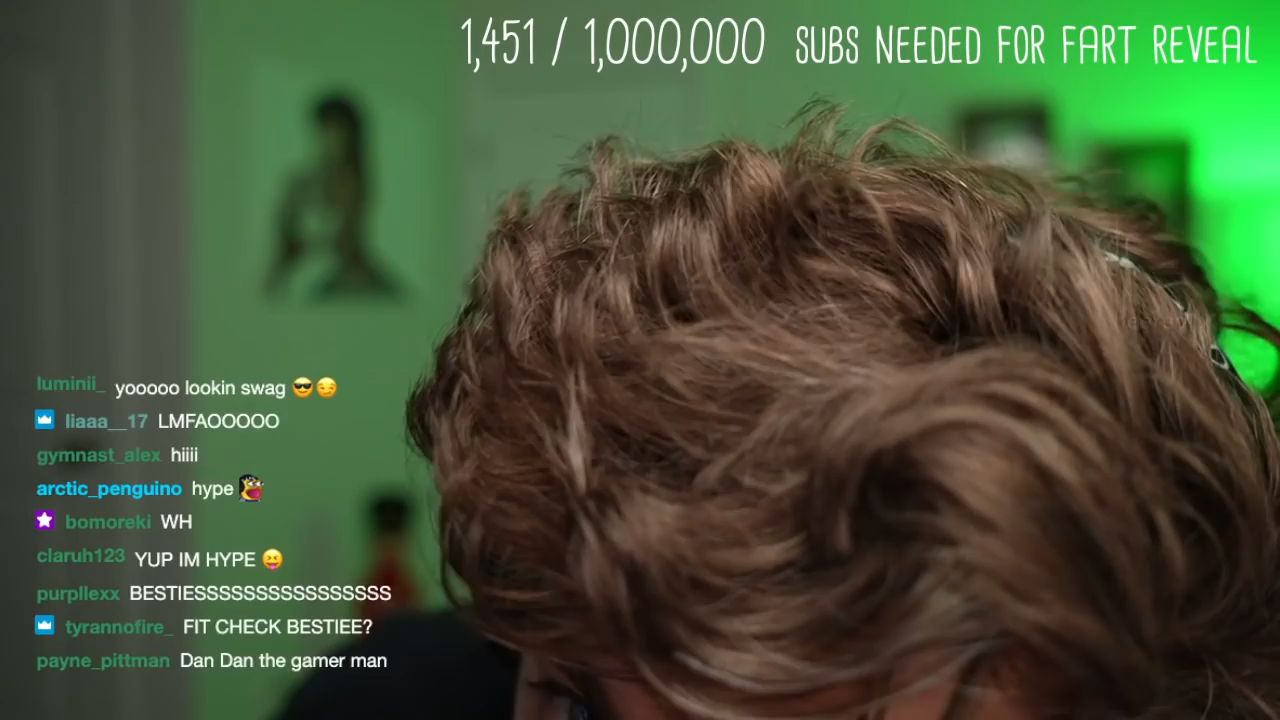 1,451 / 1,000,000 SUBS NEEDED FOR FART REVEAL
luminii_ yooooo lookin swag 😎😏
liaaa__17 LMFAOOOOO
gymnast_alex hiiii
arctic_penguino hype
bomoreki WH
claruh123 YUP IM HYPE 😝
purpllexx BESTIESSSSSSSSSSSSSSSS
tyrannofire_ FIT CHECK BESTIEE?
payne_pittman Dan Dan the gamer man